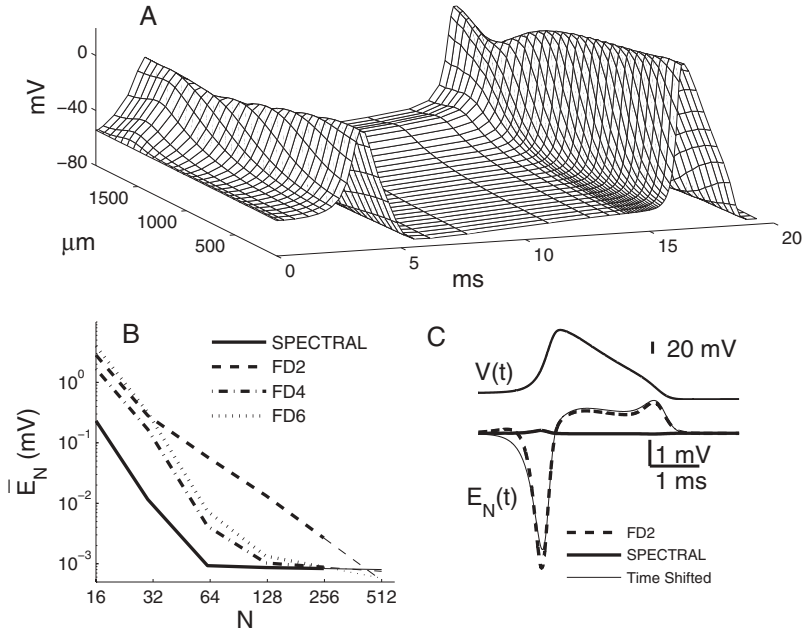 A
mV
0
−40
−80
1500
1000
500
μm
0
5
10
15
20
ms
B
SPECTRAL
FD2
FD4
FD6
10^0
10^-1
10^-2
10^-3
E̅_N (mV)
16
32
64
128
256
512
N
C
V(t)
20 mV
1 mV
1 ms
E_N(t)
FD2
SPECTRAL
Time Shifted